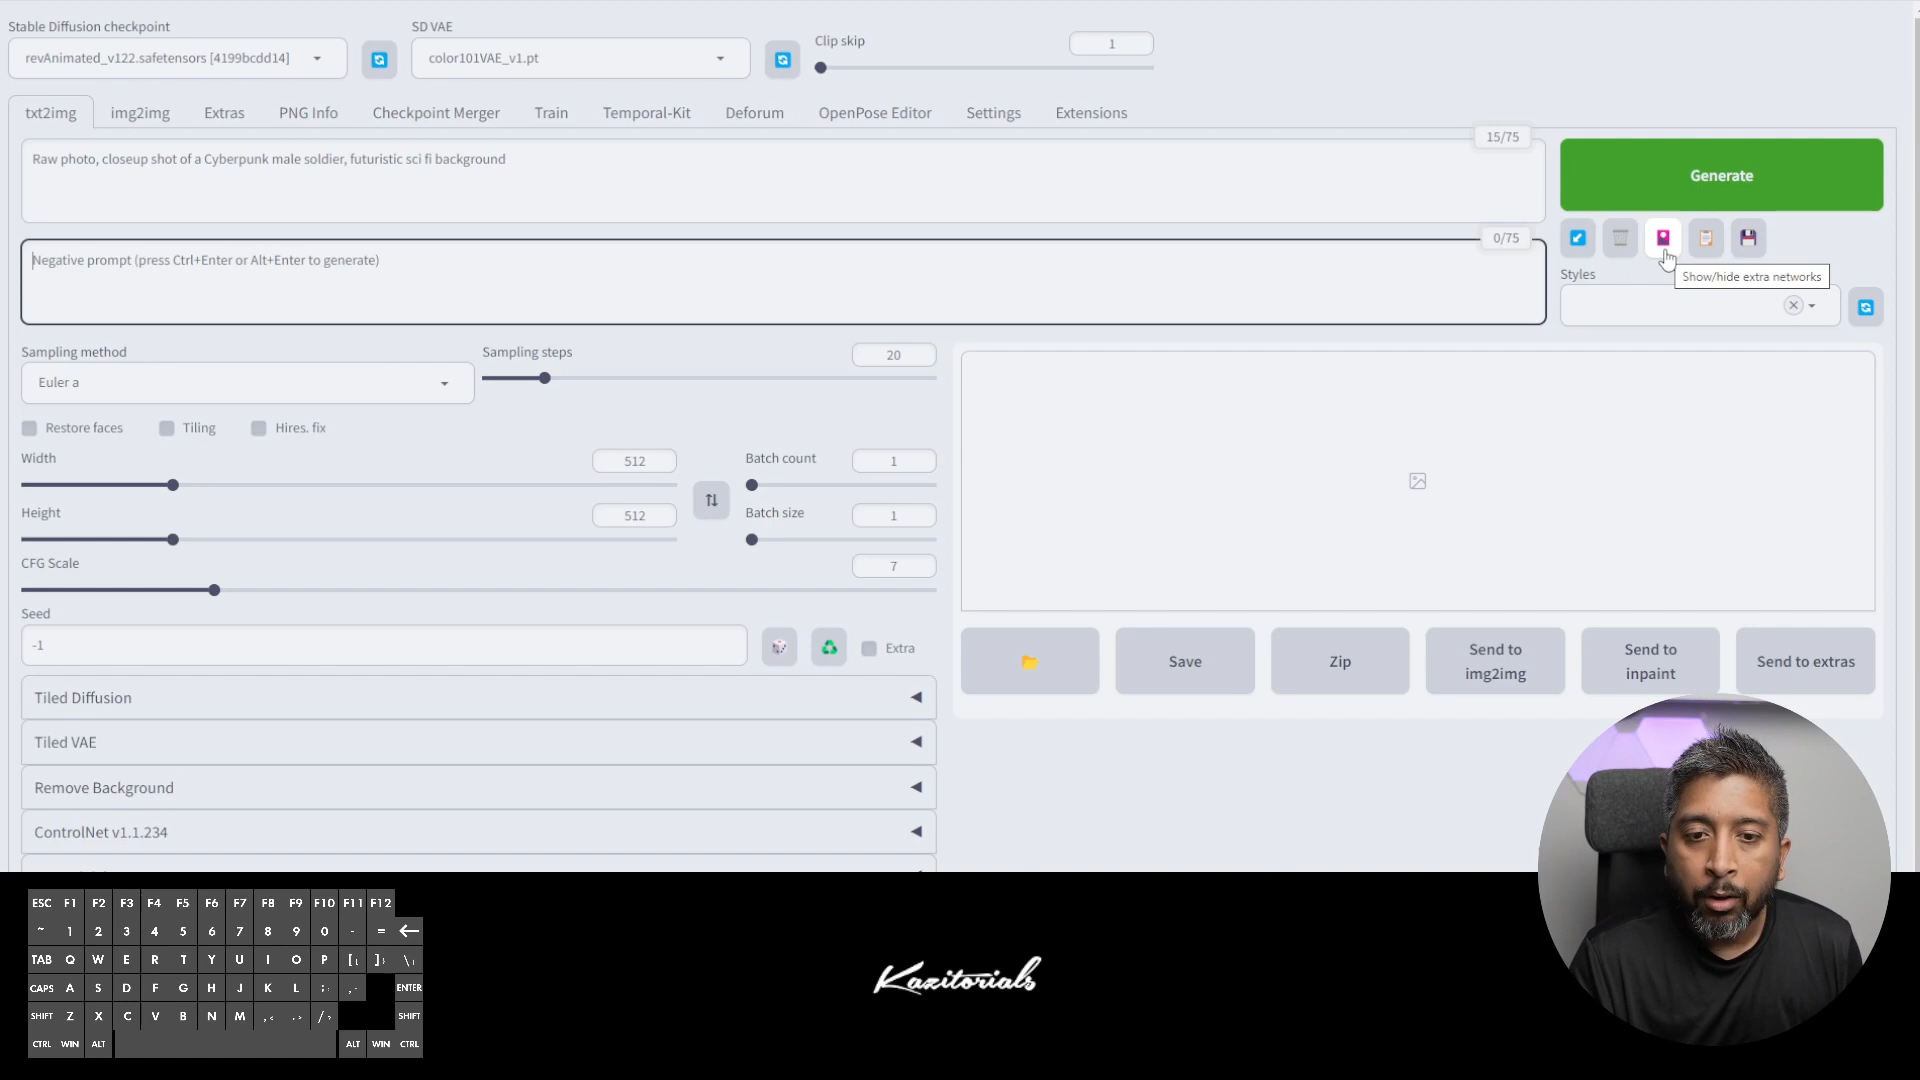 Stable Diffusion checkpoint
SD VAE
Clip skip
1
revAnimated_v122.safetensors [4199bcdd14]
color101VAE_v1.pt
txt2img
img2img
Extras
PNG Info
Checkpoint Merger
Train
Temporal-Kit
Deforum
OpenPose Editor
Settings
Extensions
15/75
Raw photo, closeup shot of a Cyberpunk male soldier, futuristic sci fi background
Generate
0/75
Negative prompt (press Ctrl+Enter or Alt+Enter to generate)
Show/hide extra networks
Styles
Sampling method
Euler a
Sampling steps
20
Restore faces
Tiling
Hires. fix
Width
512
Batch count
1
Height
512
Batch size
1
CFG Scale
7
Seed
-1
Extra
Save
Zip
Send to
img2img
Send to
inpaint
Send to extras
Tiled Diffusion
Tiled VAE
Remove Background
ControlNet v1.1.234
ESC F1 F2 F3 F4 F5 F6 F7 F8 F9 F10 F11 F12
~ 1 2 3 4 5 6 7 8 9 0 - =
TAB Q W E R T Y U I O P
CAPS A S D F G H J K L ENTER
SHIFT Z X C V B N M SHIFT
CTRL WIN ALT ALT WIN CTRL
Kazitorials